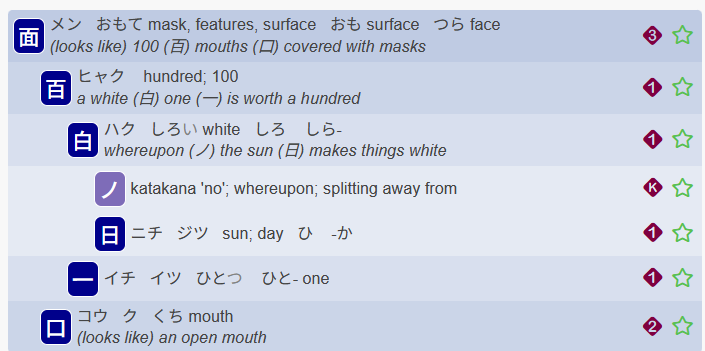 面 メン おもて mask, features, surface おも surface つら face 3
(looks like) 100 (百) mouths (口) covered with masks
百 ヒャク hundred; 100 1
a white (白) one (一) is worth a hundred
白 ハク しろい white しろ しら- 1
whereupon (ノ) the sun (日) makes things white
ノ katakana 'no'; whereupon; splitting away from K
日 ニチ ジツ sun; day ひ -か 1
一 イチ イツ ひとつ ひと- one 1
口 コウ ク くち mouth 2
(looks like) an open mouth